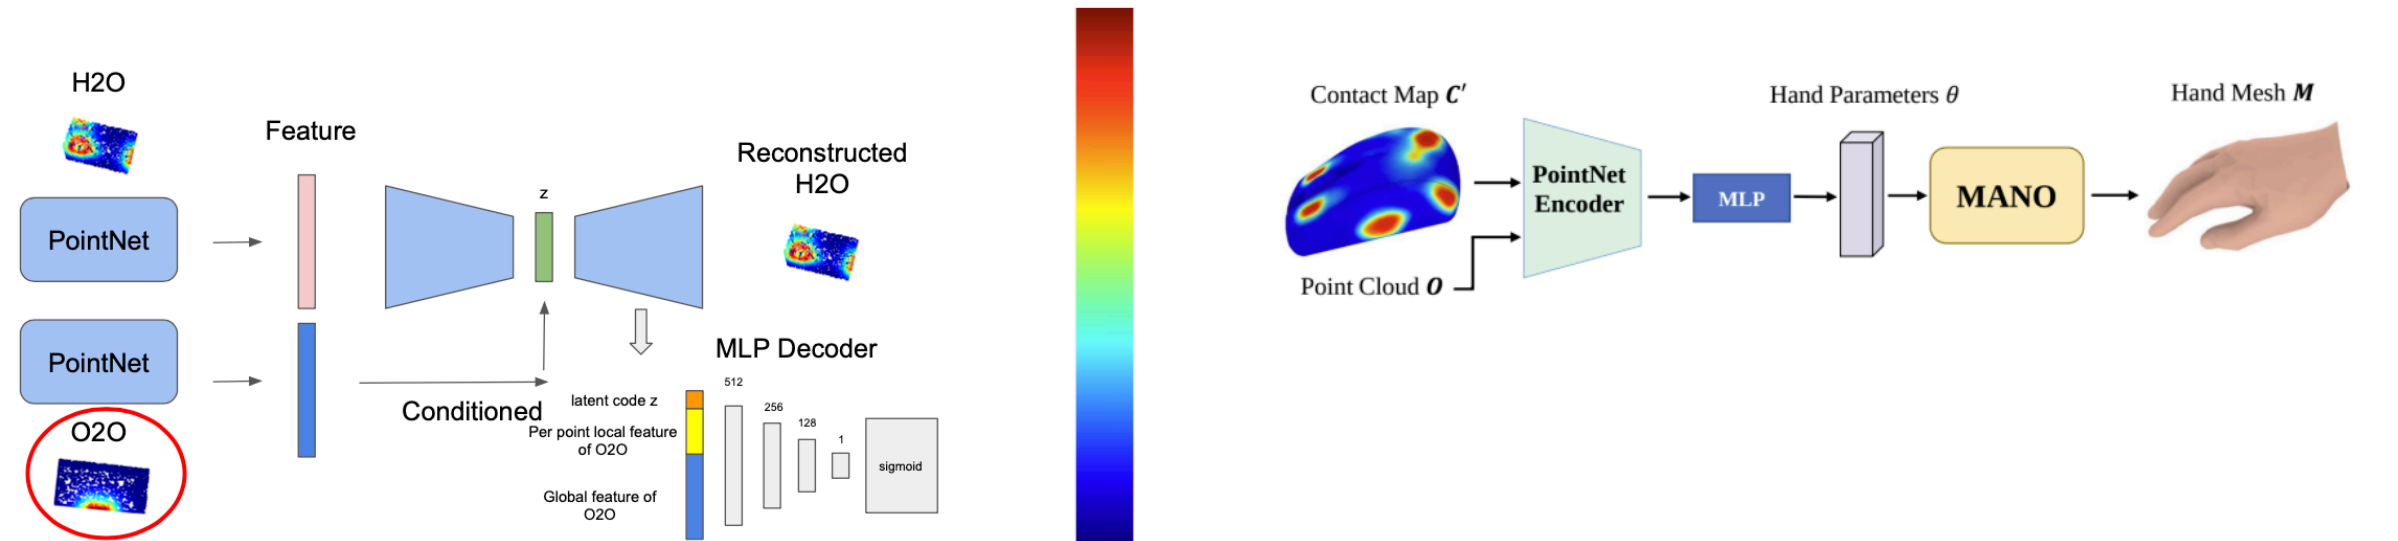 H2O
Feature
PointNet
PointNet
O2O
z
Conditioned
Reconstructed
H2O
MLP Decoder
latent code z
Per point local feature
of O2O
Global feature of
O2O
512
256
128
1
sigmoid
Contact Map C'
Point Cloud O
PointNet
Encoder
MLP
Hand Parameters θ
MANO
Hand Mesh M